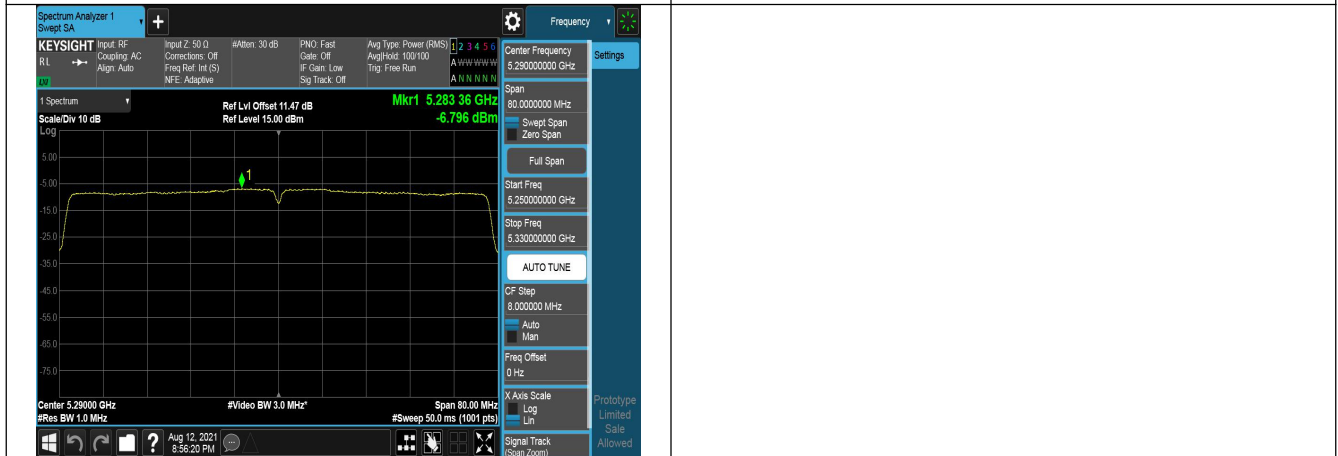 Spectrum Analyzer 1
Swept SA
+
Frequency
KEYSIGHT
RL
LXI
Input: RF
Coupling: AC
Align: Auto
Input Z: 50 Ω
Corrections: Off
Freq Ref: Int (S)
NFE: Adaptive
#Atten: 30 dB
PNO: Fast
Gate: Off
IF Gain: Low
Sig Track: Off
Avg Type: Power (RMS)
Avg|Hold: 100/100
Trig: Free Run
1 2 3 4 5 6
A W W W W W
A N N N N N
1 Spectrum
Scale/Div 10 dB
Log
Ref Lvl Offset 11.47 dB
Ref Level 15.00 dBm
Mkr1 5.283 36 GHz
-6.796 dBm
1
5.00
-5.00
-15.0
-25.0
-35.0
-45.0
-55.0
-65.0
-75.0
Center 5.29000 GHz
#Res BW 1.0 MHz
#Video BW 3.0 MHz*
Span 80.00 MHz
#Sweep 50.0 ms (1001 pts)
?
Aug 12, 2021
8:56:20 PM
Center Frequency
5.290000000 GHz
Span
80.0000000 MHz
Swept Span
Zero Span
Full Span
Start Freq
5.250000000 GHz
Stop Freq
5.330000000 GHz
AUTO TUNE
CF Step
8.000000 MHz
Auto
Man
Freq Offset
0 Hz
X Axis Scale
Log
Lin
Signal Track
(Span Zoom)
Settings
Prototype
Limited
Sale
Allowed